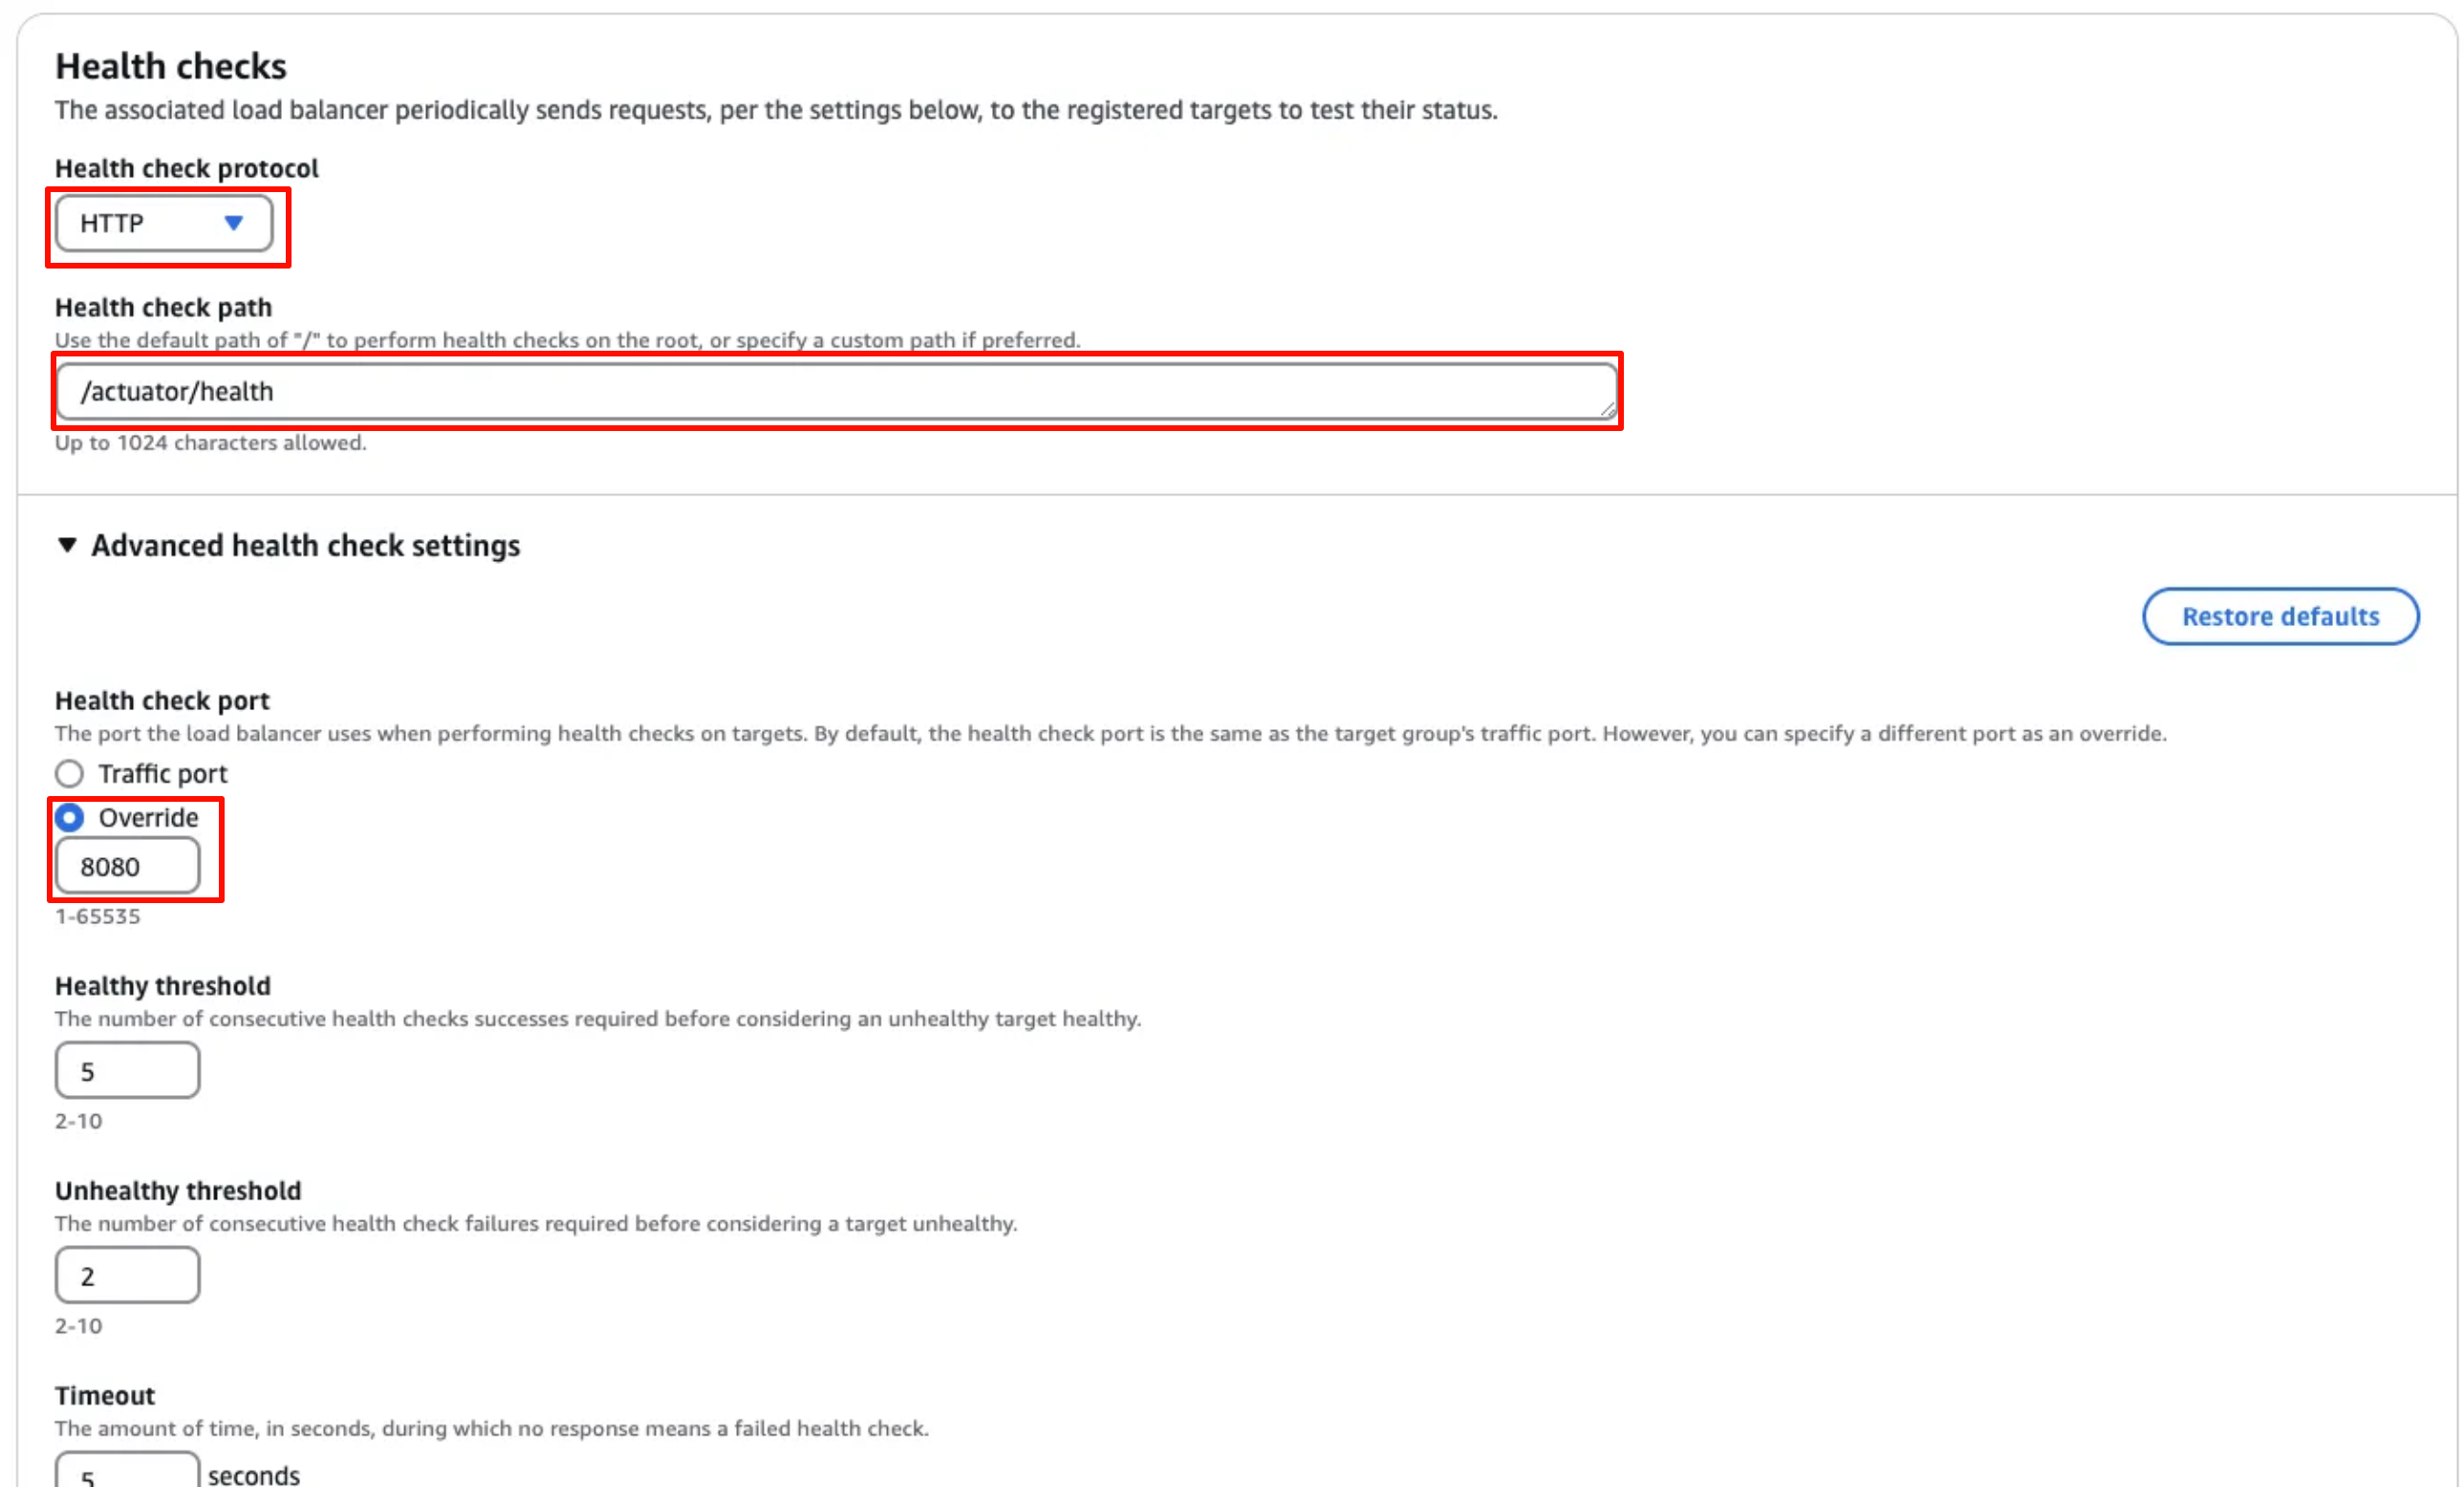 Health checks
The associated load balancer periodically sends requests, per the settings below, to the registered targets to test their status.
Health check protocol
HTTP
Health check path
Use the default path of "/" to perform health checks on the root, or specify a custom path if preferred.
/actuator/health
Up to 1024 characters allowed.
Advanced health check settings
Restore defaults
Health check port
The port the load balancer uses when performing health checks on targets. By default, the health check port is the same as the target group's traffic port. However, you can specify a different port as an override.
Traffic port
Override
8080
1-65535
Healthy threshold
The number of consecutive health checks successes required before considering an unhealthy target healthy.
5
2-10
Unhealthy threshold
The number of consecutive health check failures required before considering a target unhealthy.
2
2-10
Timeout
The amount of time, in seconds, during which no response means a failed health check.
5 seconds